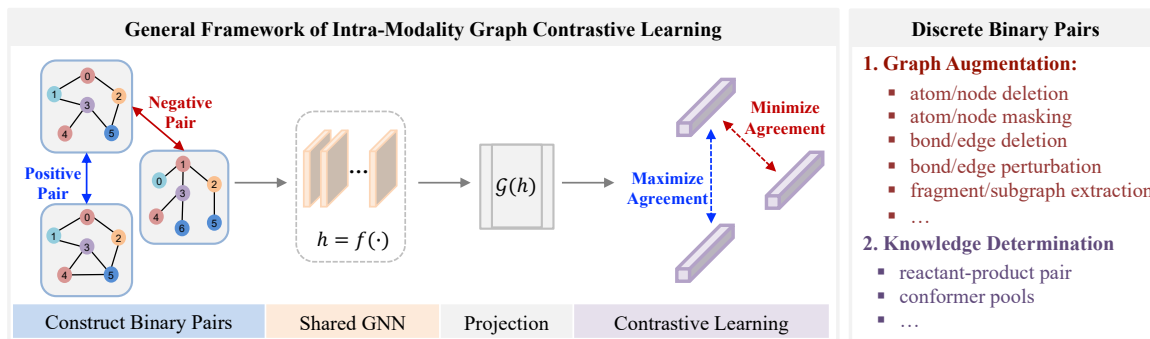 General Framework of Intra-Modality Graph Contrastive Learning
0
1
2
3
4
5
Negative
Pair
Positive
Pair
1
0
2
3
4
6
5
0
1
2
3
4
5
...
h = f(·)
𝒢(h)
Maximize
Agreement
Minimize
Agreement
Construct Binary Pairs
Shared GNN
Projection
Contrastive Learning
Discrete Binary Pairs
1. Graph Augmentation:
▪ atom/node deletion
▪ atom/node masking
▪ bond/edge deletion
▪ bond/edge perturbation
▪ fragment/subgraph extraction
▪ …
2. Knowledge Determination
▪ reactant-product pair
▪ conformer pools
▪ …